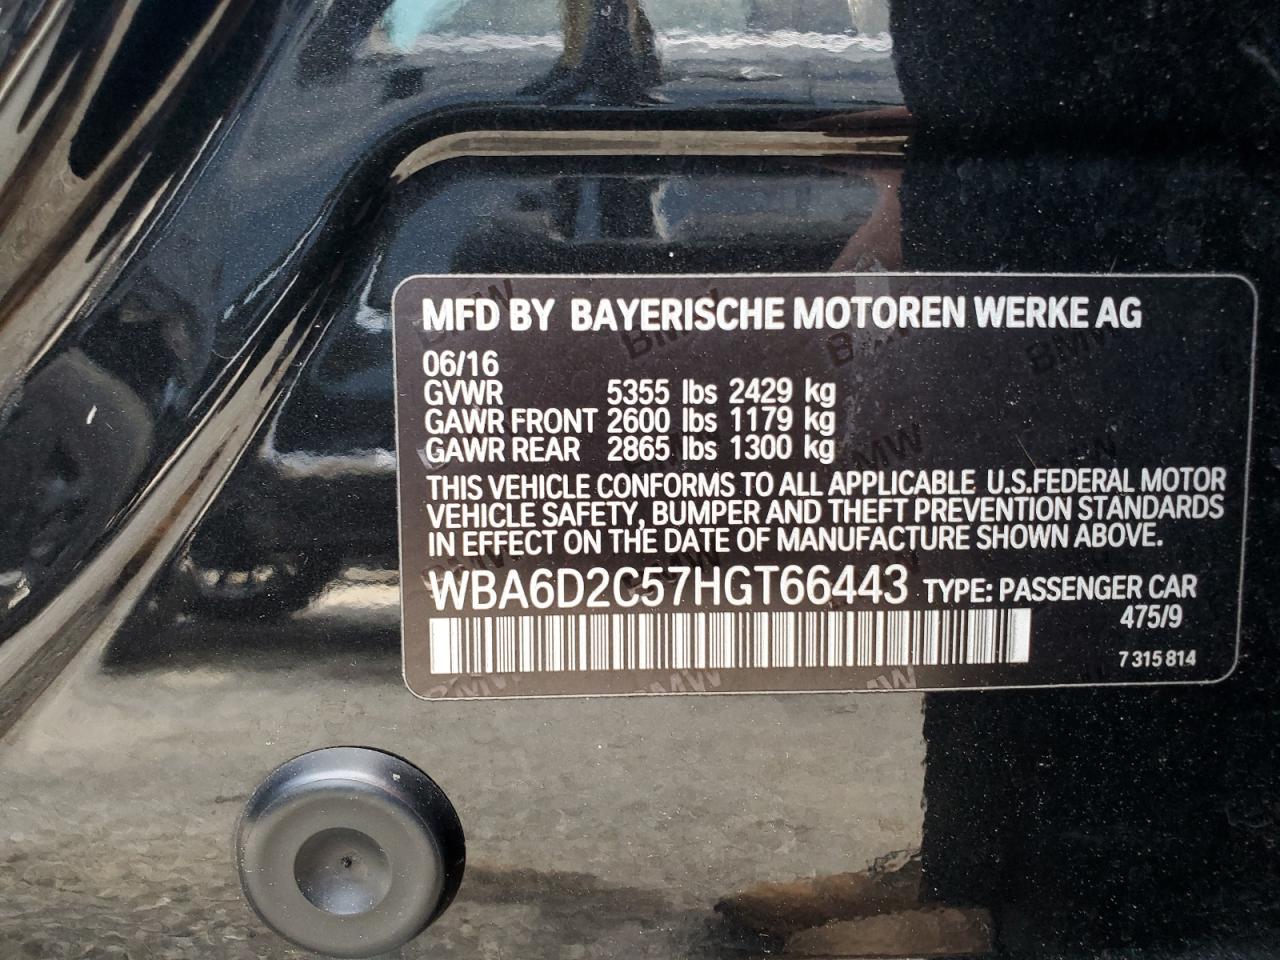 MFD BY BAYERISCHE MOTOREN WERKE AG
06/16
GVWR 5355 lbs 2429 kg
GAWR FRONT 2600 lbs 1179 kg
GAWR REAR 2865 lbs 1300 kg
THIS VEHICLE CONFORMS TO ALL APPLICABLE U.S.FEDERAL MOTOR
VEHICLE SAFETY, BUMPER AND THEFT PREVENTION STANDARDS
IN EFFECT ON THE DATE OF MANUFACTURE SHOWN ABOVE.
WBA6D2C57HGT66443 TYPE: PASSENGER CAR
475/9
7 315 814